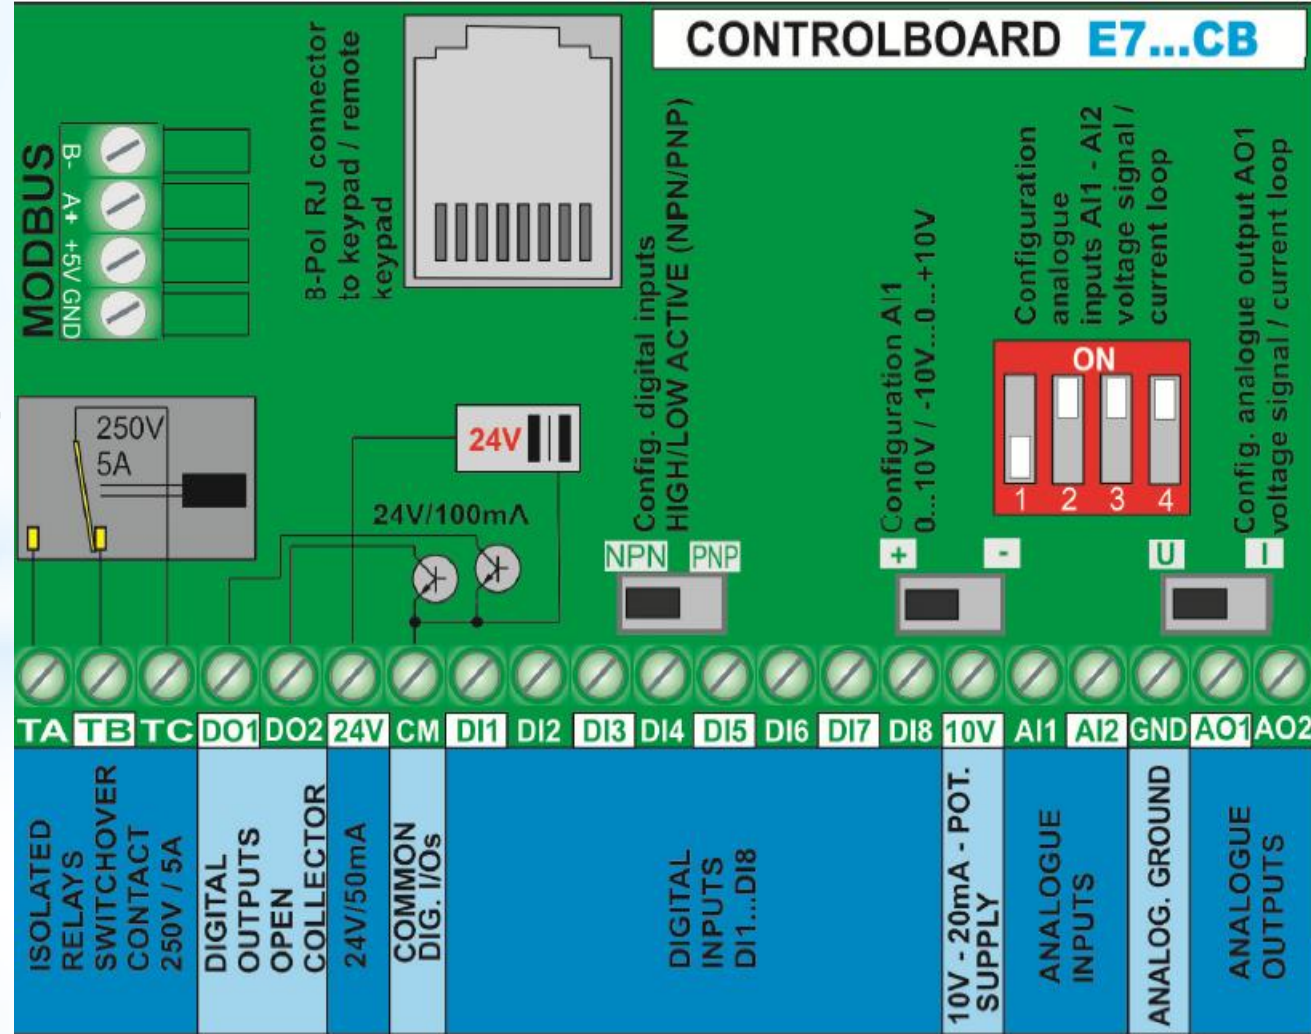 CONTROLBOARD E7...CB
MODBUS
B-
A+
+5V
GND
8-Pol RJ connector
to keypad / remote
keypad
Config. digital inputs
HIGH/LOW ACTIVE (NPN/PNP)
Configuration AI1
0...10V / -10V...0...+10V
Configuration
analogue
inputs AI1 - AI2
voltage signal /
current loop
Config. analogue output AO1
voltage signal / current loop
ON
1 2 3 4
250V
5A
24V
24V/100mA
NPN PNP
+ -
U I
TA TB TC DO1 DO2 24V CM DI1 DI2 DI3 DI4 DI5 DI6 DI7 DI8 10V AI1 AI2 GND AO1 AO2
ISOLATED
RELAYS
SWITCHOVER
CONTACT
250V / 5A
DIGITAL
OUTPUTS
OPEN
COLLECTOR
24V/50mA
COMMON
DIG. I/Os
DIGITAL
INPUTS
DI1...DI8
10V - 20mA - POT.
SUPPLY
ANALOGUE
INPUTS
ANALOG. GROUND
ANALOGUE
OUTPUTS